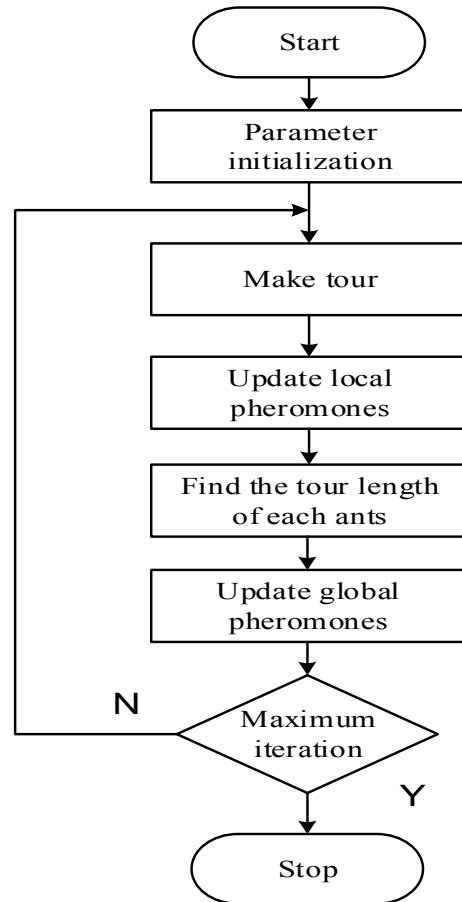 Start
Parameter
initialization
Make tour
Update local
pheromones
Find the tour length
of each ants
Update global
pheromones
N
Maximum
iteration
Y
Stop